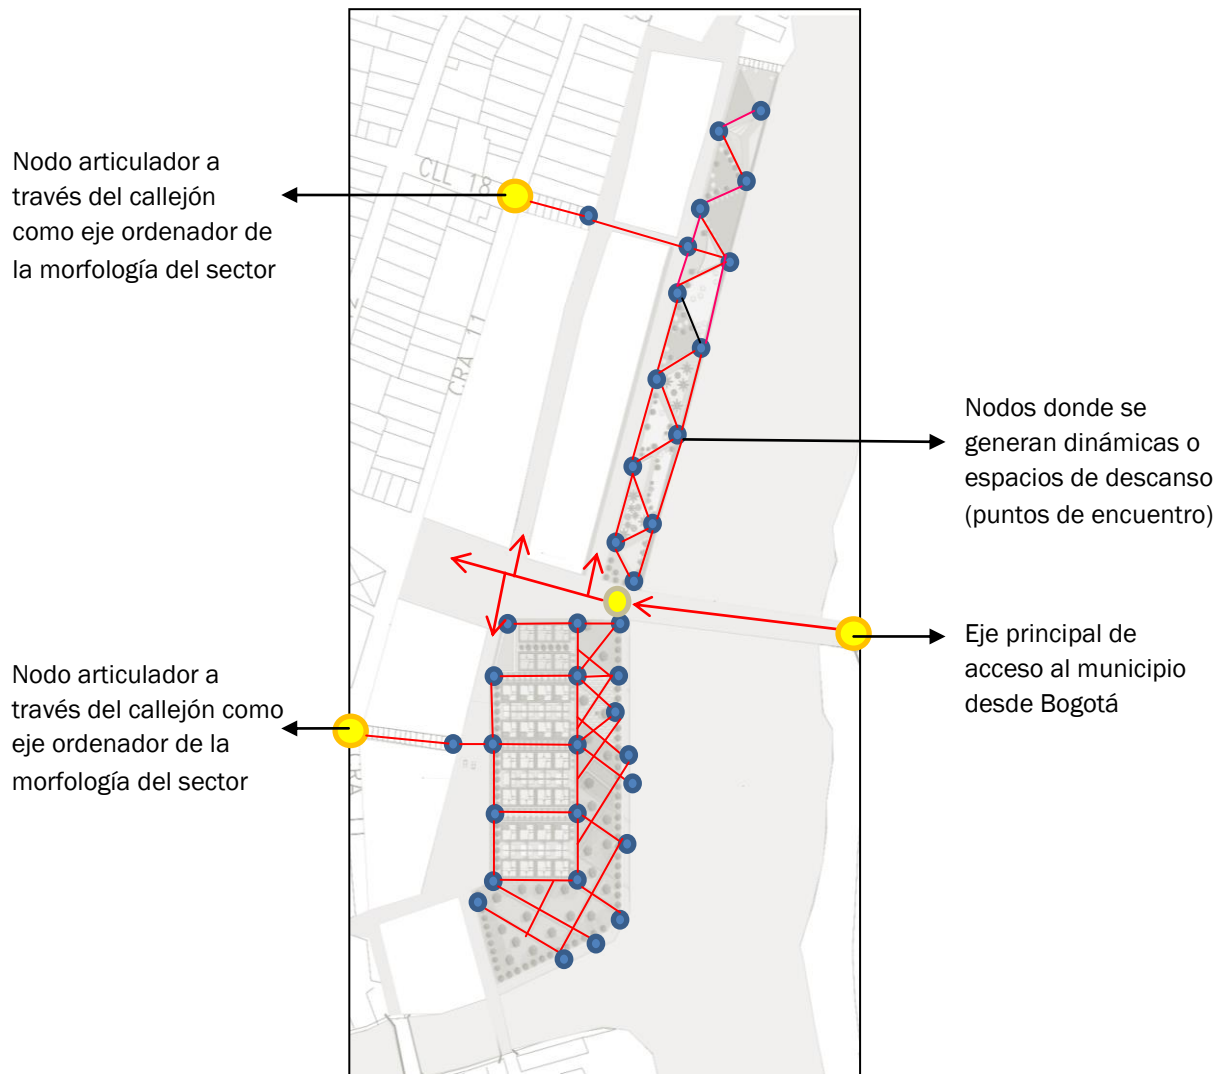 Nodo articulador a
través del callejón
como eje ordenador de
la morfología del sector
CLL 18
CRA 11
Nodos donde se
generan dinámicas o
espacios de descanso
(puntos de encuentro)
Eje principal de
acceso al municipio
desde Bogotá
Nodo articulador a
través del callejón como
eje ordenador de la
morfología del sector